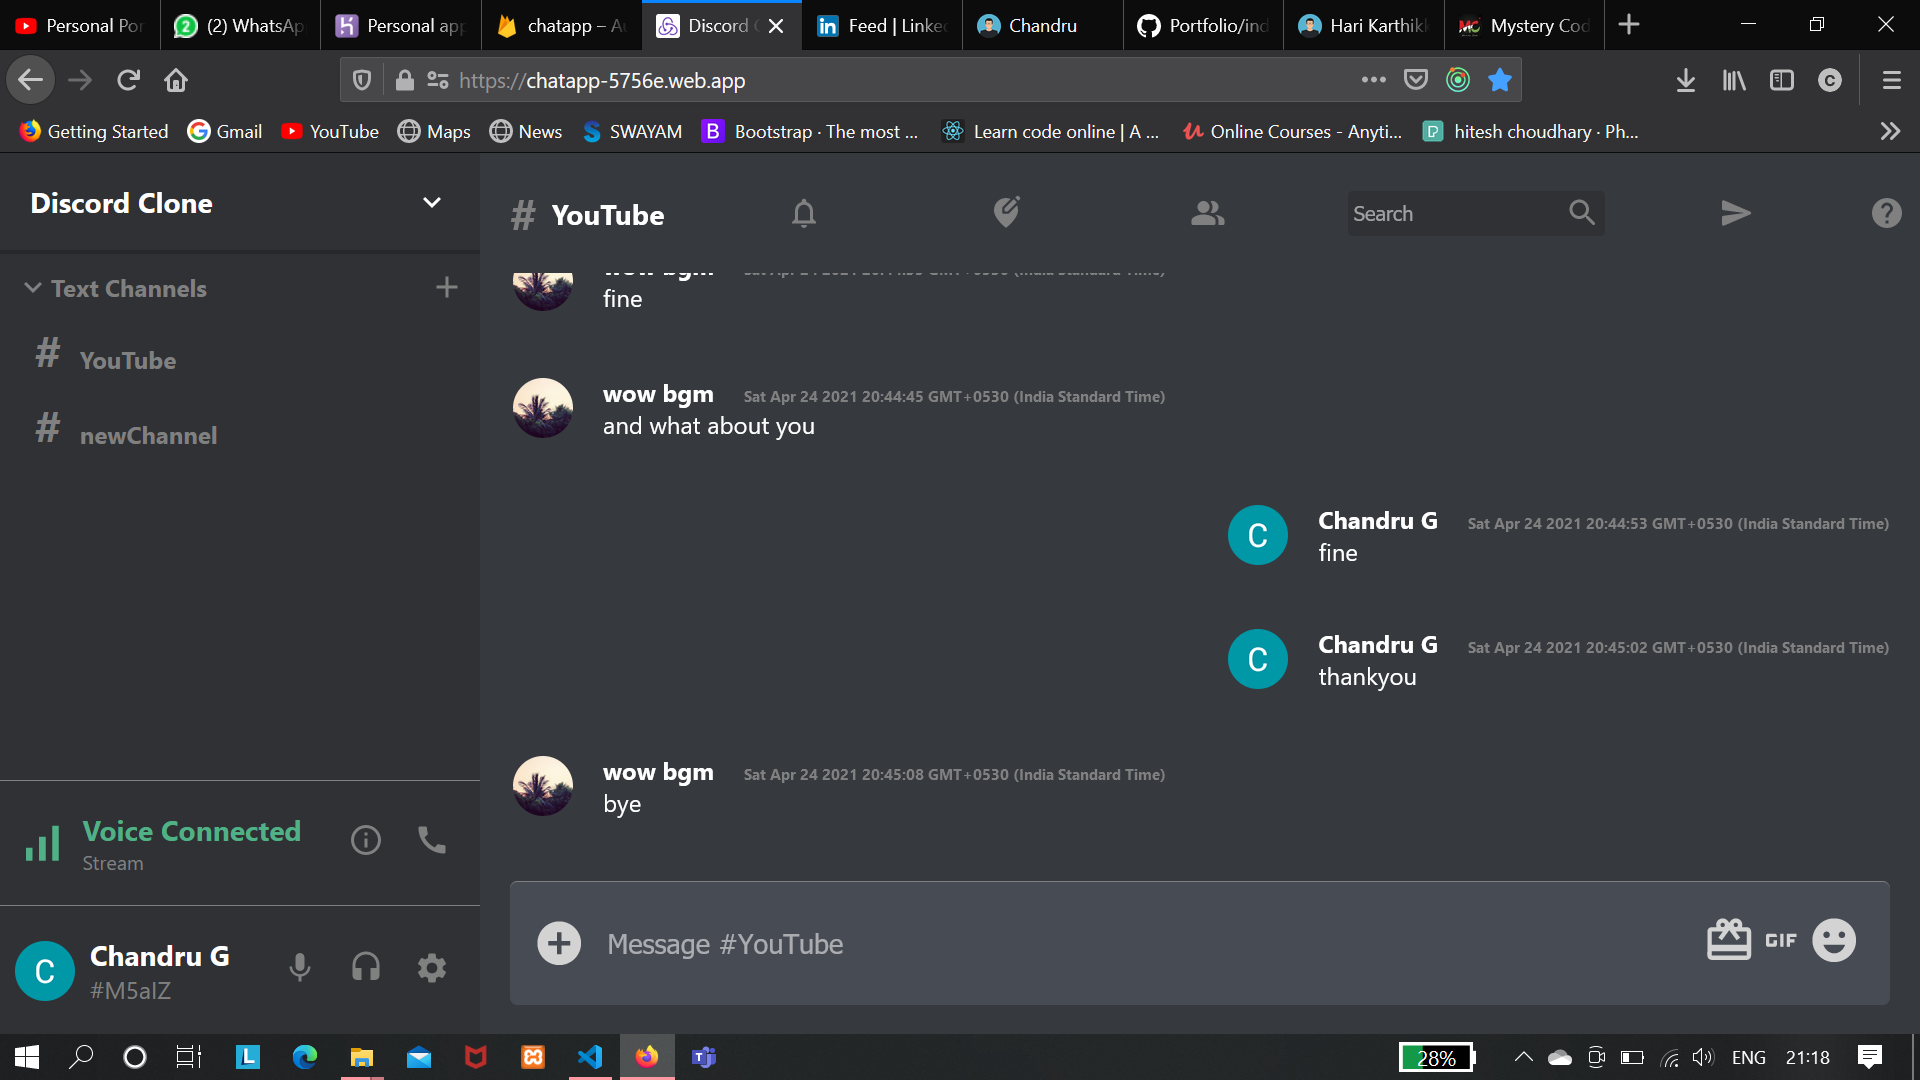 Personal Por
(2) WhatsAp
Personal app
chatapp – Au
Discord C
Feed | Linke
Chandru
Portfolio/ind
Hari Karthikk
Mystery Cod
https://chatapp-5756e.web.app
Getting Started
Gmail
YouTube
Maps
News
SWAYAM
Bootstrap · The most ...
Learn code online | A ...
Online Courses - Anyti...
hitesh choudhary · Ph...
Discord Clone
Text Channels
# YouTube
# newChannel
Voice Connected
Stream
C
Chandru G
#M5aIZ
# YouTube
Search
wow bgm
fine
wow bgm Sat Apr 24 2021 20:44:45 GMT+0530 (India Standard Time)
and what about you
C
Chandru G Sat Apr 24 2021 20:44:53 GMT+0530 (India Standard Time)
fine
C
Chandru G Sat Apr 24 2021 20:45:02 GMT+0530 (India Standard Time)
thankyou
wow bgm Sat Apr 24 2021 20:45:08 GMT+0530 (India Standard Time)
bye
Message #YouTube
GIF
28%
ENG
21:18